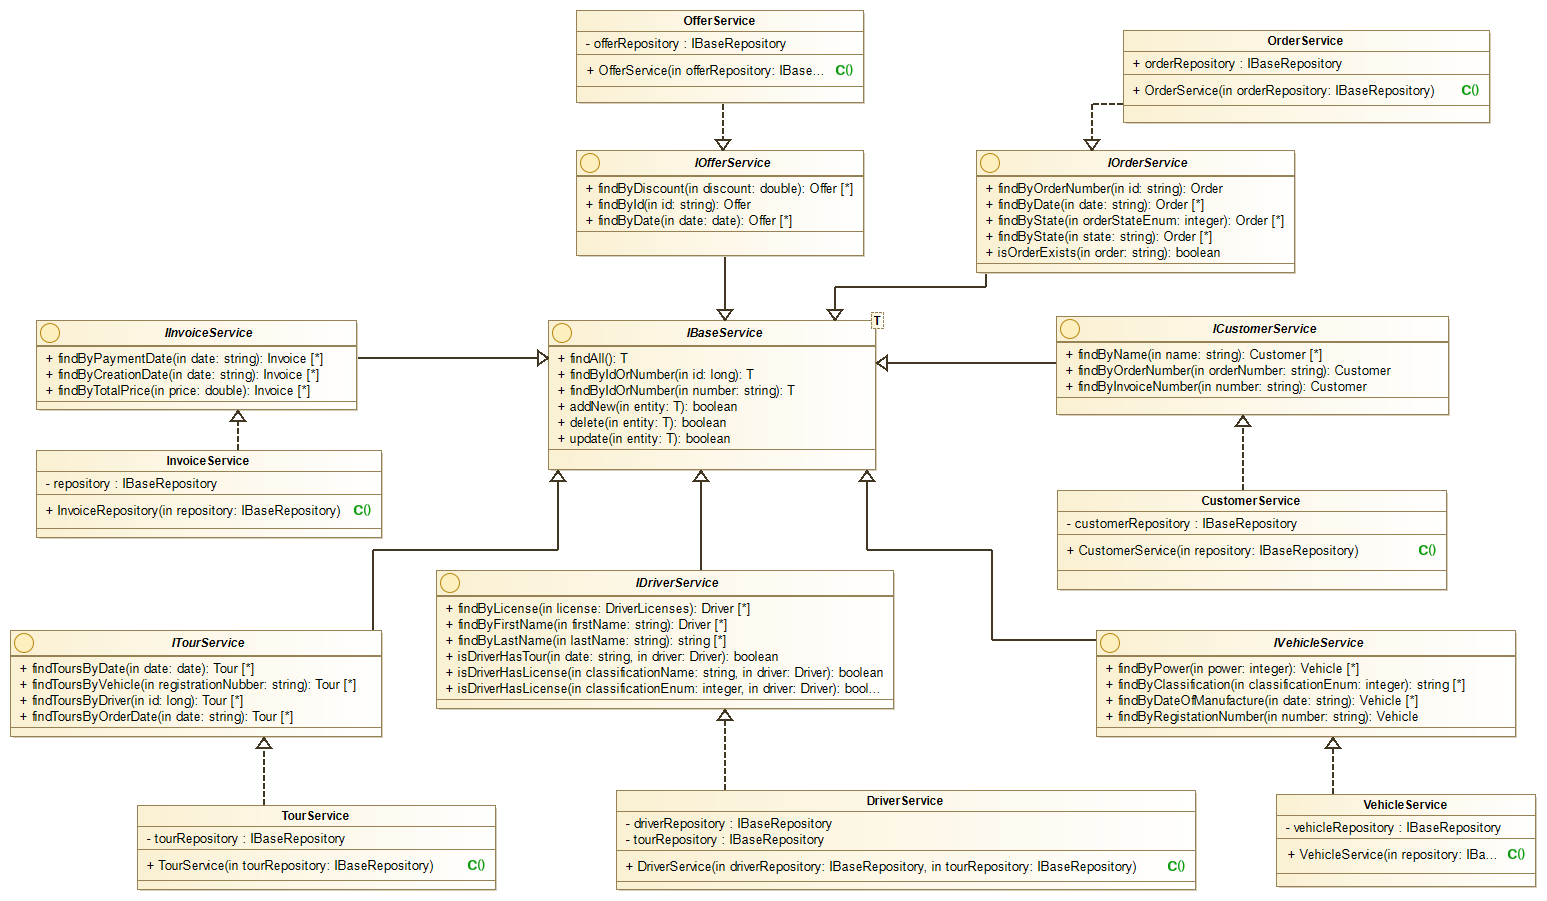 OfferService
- offerRepository : IBaseRepository
+ OfferService(in offerRepository: IBase... C()
OrderService
+ orderRepository : IBaseRepository
+ OrderService(in orderRepository: IBaseRepository) C()
IOfferService
+ findByDiscount(in discount: double): Offer [*]
+ findById(in id: string): Offer
+ findByDate(in date: date): Offer [*]
IOrderService
+ findByOrderNumber(in id: string): Order
+ findByDate(in date: string): Order [*]
+ findByState(in orderStateEnum: integer): Order [*]
+ findByState(in state: string): Order [*]
+ isOrderExists(in order: string): boolean
IInvoiceService
+ findByPaymentDate(in date: string): Invoice [*]
+ findByCreationDate(in date: string): Invoice [*]
+ findByTotalPrice(in price: double): Invoice [*]
T
IBaseService
+ findAll(): T
+ findByIdOrNumber(in id: long): T
+ findByIdOrNumber(in number: string): T
+ addNew(in entity: T): boolean
+ delete(in entity: T): boolean
+ update(in entity: T): boolean
ICustomerService
+ findByName(in name: string): Customer [*]
+ findByOrderNumber(in orderNumber: string): Customer
+ findByInvoiceNumber(in number: string): Customer
InvoiceService
- repository : IBaseRepository
+ InvoiceRepository(in repository: IBaseRepository) C()
CustomerService
- customerRepository : IBaseRepository
+ CustomerService(in repository: IBaseRepository) C()
ITourService
+ findToursByDate(in date: date): Tour [*]
+ findToursByVehicle(in registrationNubber: string): Tour [*]
+ findToursByDriver(in id: long): Tour [*]
+ findToursByOrderDate(in date: string): Tour [*]
IDriverService
+ findByLicense(in license: DriverLicenses): Driver [*]
+ findByFirstName(in firstName: string): Driver [*]
+ findByLastName(in lastName: string): string [*]
+ isDriverHasTour(in date: string, in driver: Driver): boolean
+ isDriverHasLicense(in classificationName: string, in driver: Driver): boolean
+ isDriverHasLicense(in classificationEnum: integer, in driver: Driver): bool...
IVehicleService
+ findByPower(in power: integer): Vehicle [*]
+ findByClassification(in classificationEnum: integer): string [*]
+ findByDateOfManufacture(in date: string): Vehicle [*]
+ findByRegistationNumber(in number: string): Vehicle
TourService
- tourRepository : IBaseRepository
+ TourService(in tourRepository: IBaseRepository) C()
DriverService
- driverRepository : IBaseRepository
- tourRepository : IBaseRepository
+ DriverService(in driverRepository: IBaseRepository, in tourRepository: IBaseRepository) C()
VehicleService
- vehicleRepository : IBaseRepository
+ VehicleService(in repository: IBa... C()